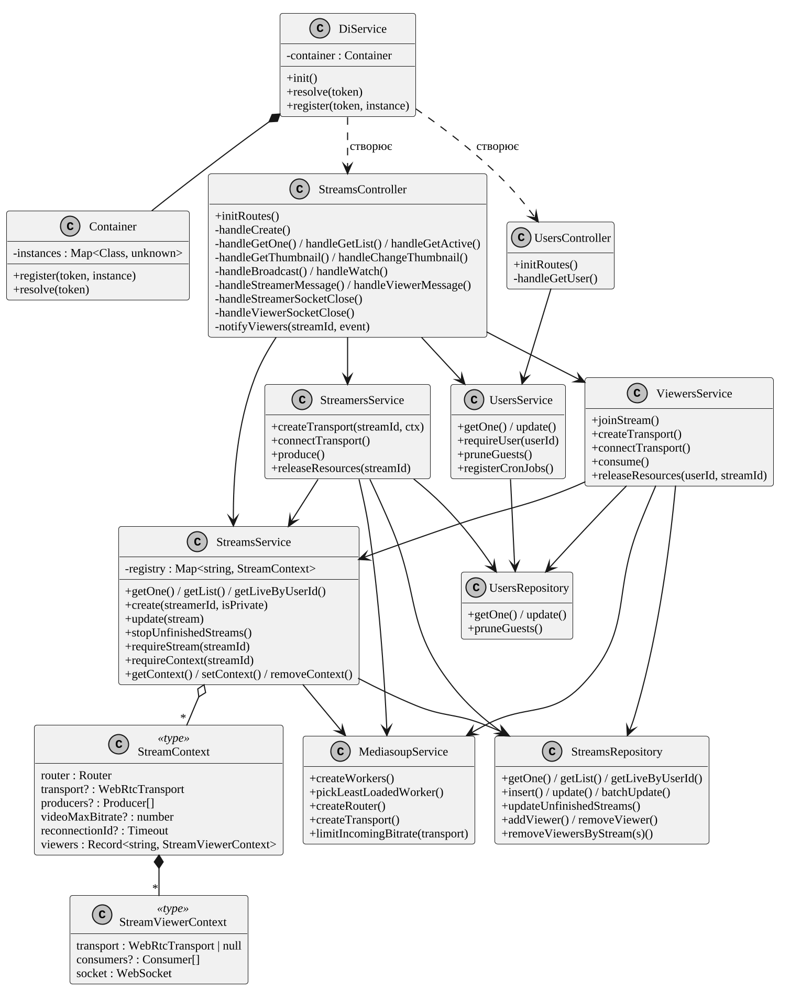 C DiService
-container : Container
+init()
+resolve(token)
+register(token, instance)
створює
створює
C StreamsController
+initRoutes()
-handleCreate()
-handleGetOne() / handleGetList() / handleGetActive()
-handleGetThumbnail() / handleChangeThumbnail()
-handleBroadcast() / handleWatch()
-handleStreamerMessage() / handleViewerMessage()
-handleStreamerSocketClose()
-handleViewerSocketClose()
-notifyViewers(streamId, event)
C Container
-instances : Map<Class, unknown>
+register(token, instance)
+resolve(token)
C UsersController
+initRoutes()
-handleGetUser()
C StreamersService
+createTransport(streamId, ctx)
+connectTransport()
+produce()
+releaseResources(streamId)
C UsersService
+getOne() / update()
+requireUser(userId)
+pruneGuests()
+registerCronJobs()
C ViewersService
+joinStream()
+createTransport()
+connectTransport()
+consume()
+releaseResources(userId, streamId)
C StreamsService
-registry : Map<string, StreamContext>
+getOne() / getList() / getLiveByUserId()
+create(streamerId, isPrivate)
+update(stream)
+stopUnfinishedStreams()
+requireStream(streamId)
+requireContext(streamId)
+getContext() / setContext() / removeContext()
C UsersRepository
+getOne() / update()
+pruneGuests()
*
C «type»
StreamContext
router : Router
transport? : WebRtcTransport
producers? : Producer[]
videoMaxBitrate? : number
reconnectionId? : Timeout
viewers : Record<string, StreamViewerContext>
C MediasoupService
+createWorkers()
+pickLeastLoadedWorker()
+createRouter()
+createTransport()
+limitIncomingBitrate(transport)
C StreamsRepository
+getOne() / getList() / getLiveByUserId()
+insert() / update() / batchUpdate()
+updateUnfinishedStreams()
+addViewer() / removeViewer()
+removeViewersByStream(s)()
*
C «type»
StreamViewerContext
transport : WebRtcTransport | null
consumers? : Consumer[]
socket : WebSocket